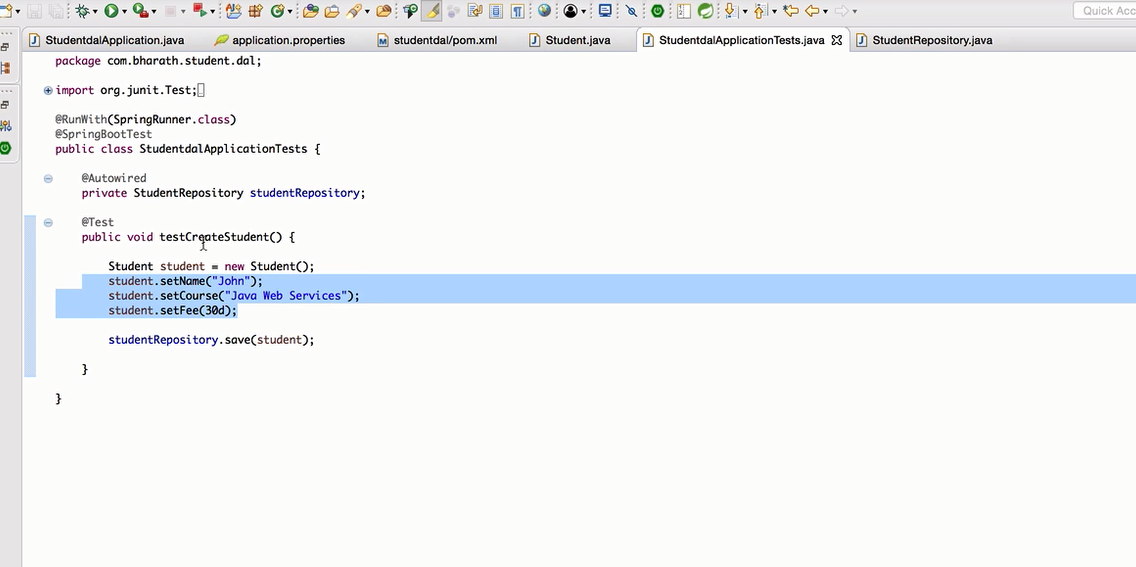 Quick Acc
StudentdalApplication.java
application.properties
studentdal/pom.xml
Student.java
StudentdalApplicationTests.java
StudentRepository.java
package com.bharath.student.dal;
import org.junit.Test;
@RunWith(SpringRunner.class)
@SpringBootTest
public class StudentdalApplicationTests {
@Autowired
private StudentRepository studentRepository;
@Test
public void testCreateStudent() {
Student student = new Student();
student.setName("John");
student.setCourse("Java Web Services");
student.setFee(30d);
studentRepository.save(student);
}
}